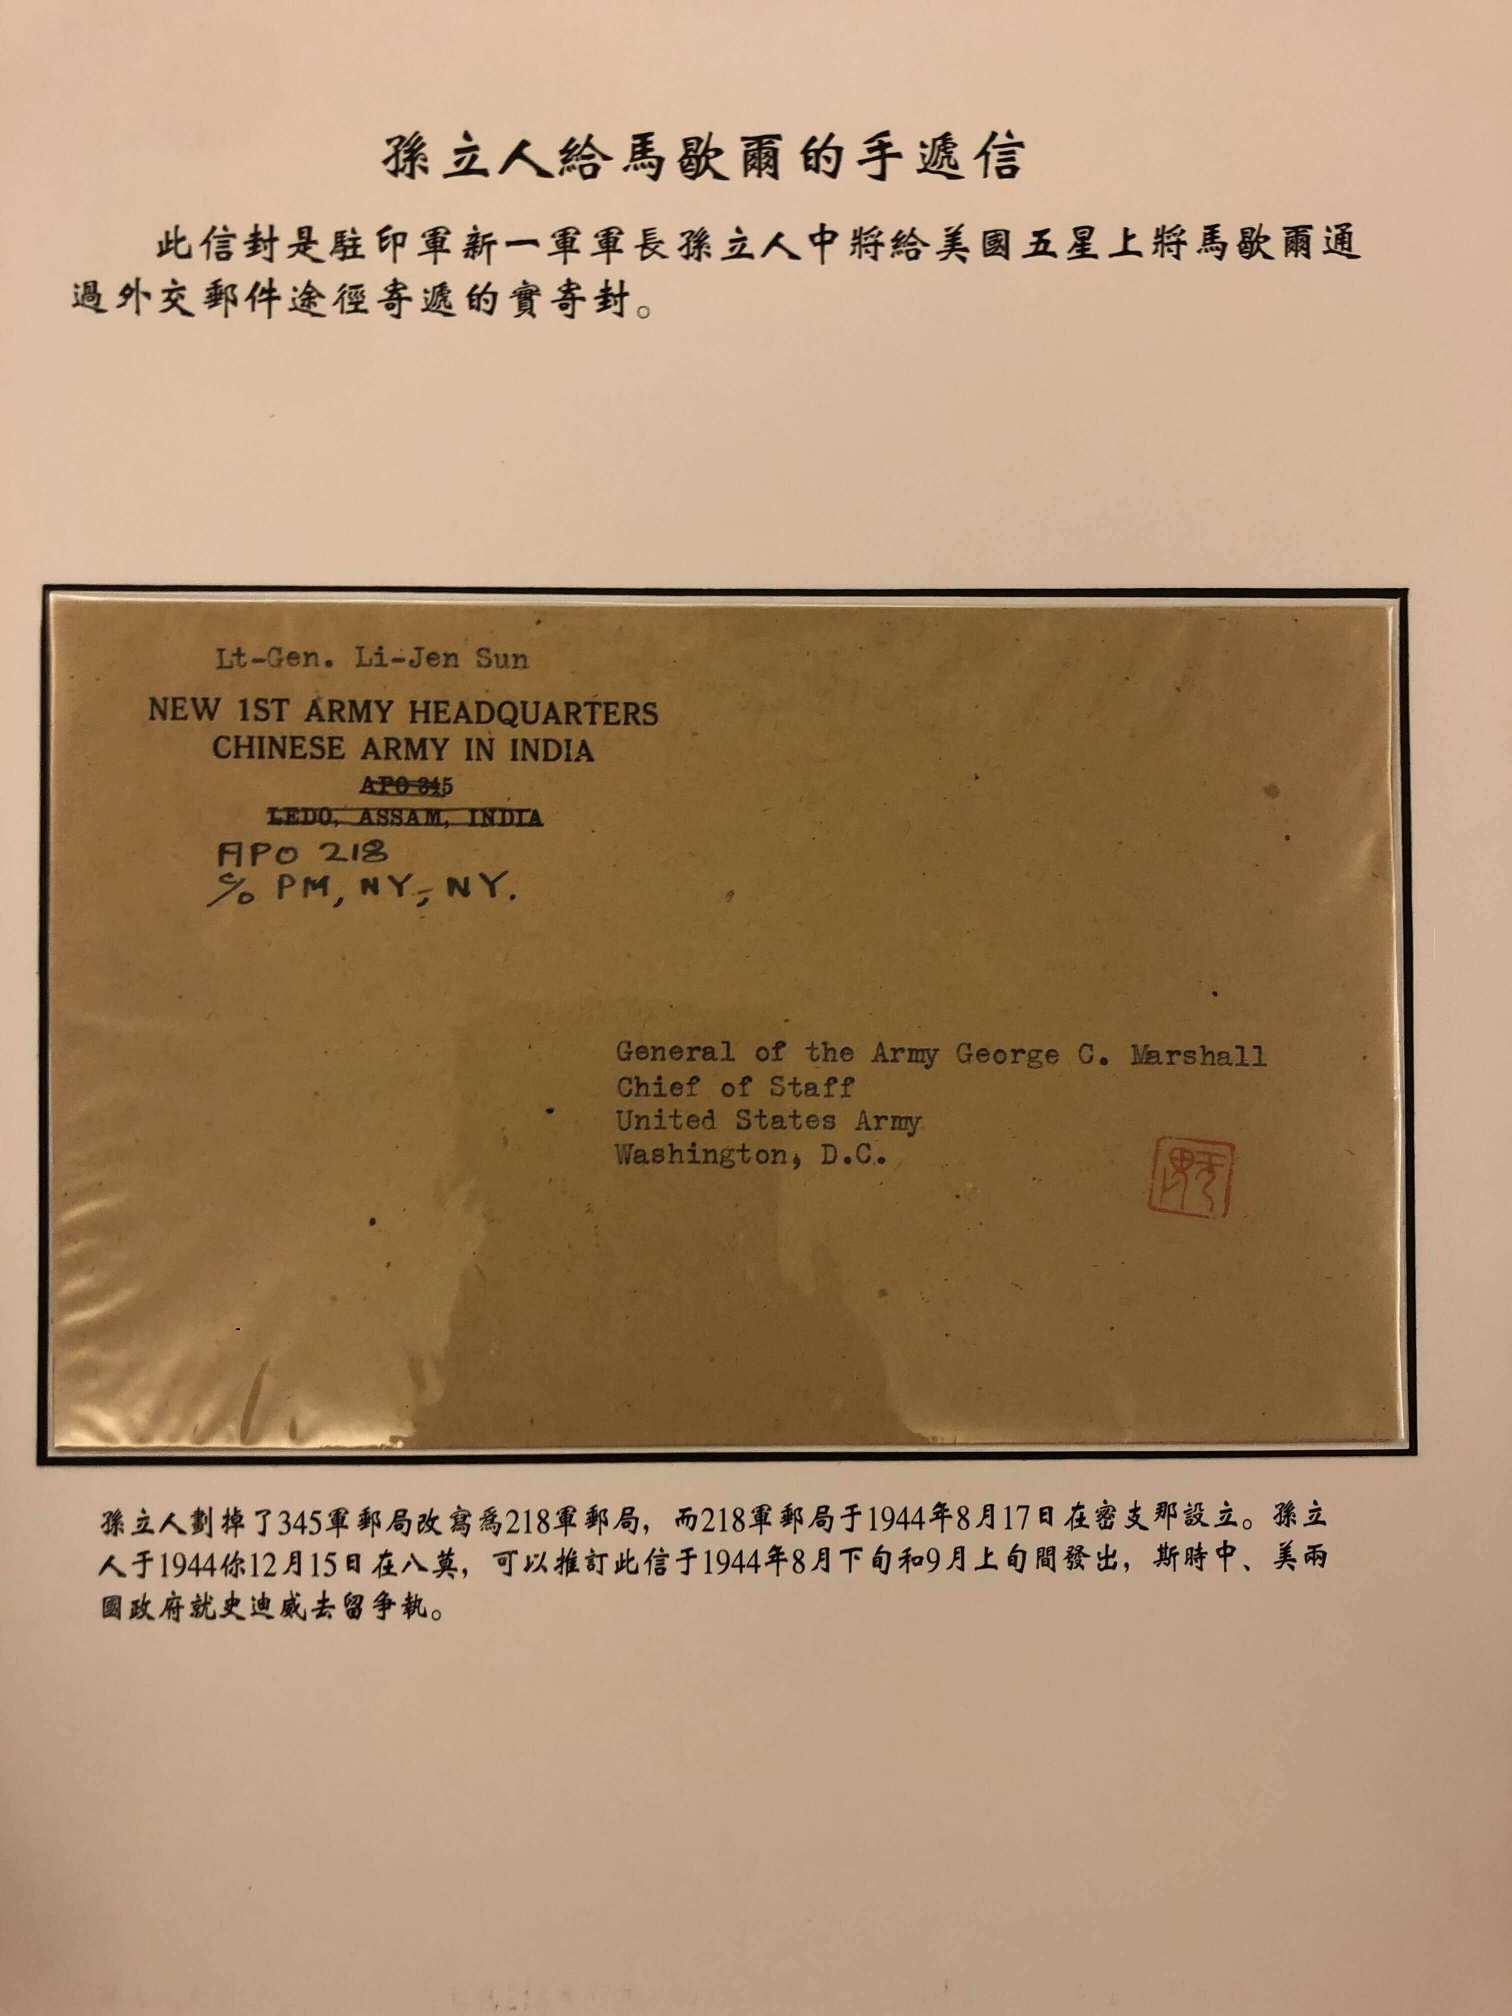 孫立人給馬歇爾的手遞信
此信封是駐印軍新一軍軍長孫立人中將給美國五星上將馬歇爾通
過外交郵件途徑寄遞的實寄封。
Lt-Gen. Li-Jen Sun
NEW 1ST ARMY HEADQUARTERS
CHINESE ARMY IN INDIA
APO 345
LEDO, ASSAM, INDIA
APO 218
c/o PM, NY, NY.
General of the Army George C. Marshall
Chief of Staff
United States Army
Washington, D.C.
孫立人劃掉了345軍郵局改寫爲218軍郵局，而218軍郵局于1944年8月17日在密支那設立。孫立
人于1944你12月15日在八莫，可以推訂此信于1944年8月下旬和9月上旬間發出，斯時中、美兩
國政府就史迪威去留争執。